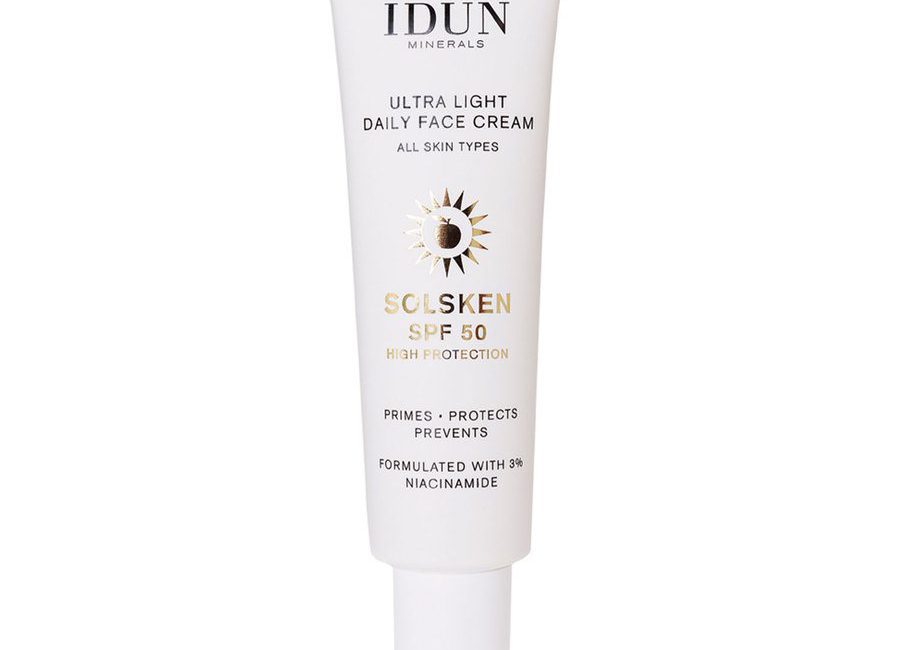 IDUN
MINERALS
ULTRA LIGHT
DAILY FACE CREAM
ALL SKIN TYPES
SOLSKEN
SPF 50
HIGH PROTECTION
PRIMES • PROTECTS
PREVENTS
FORMULATED WITH 3%
NIACINAMIDE